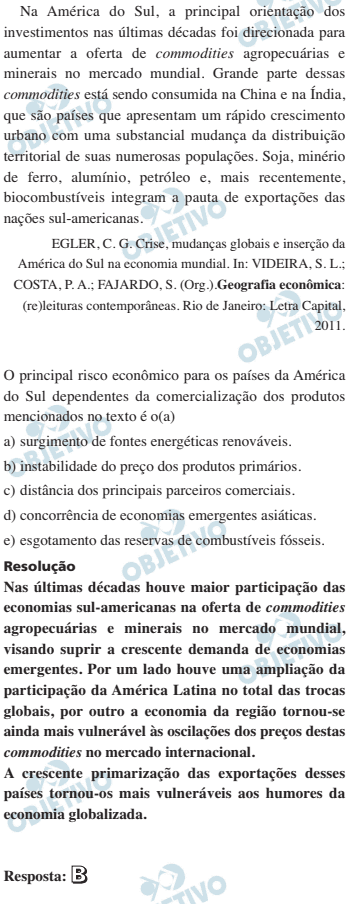 Na América do Sul, a principal orientação dos
investimentos nas últimas décadas foi direcionada para
aumentar a oferta de commodities agropecuárias e
minerais no mercado mundial. Grande parte dessas
commodities está sendo consumida na China e na Índia,
que são países que apresentam um rápido crescimento
urbano com uma substancial mudança da distribuição
territorial de suas numerosas populações. Soja, minério
de ferro, alumínio, petróleo e, mais recentemente,
biocombustíveis integram a pauta de exportações das
nações sul-americanas.
EGLER, C. G. Crise, mudanças globais e inserção da
América do Sul na economia mundial. In: VIDEIRA, S. L.;
COSTA, P. A.; FAJARDO, S. (Org.).Geografia econômica:
(re)leituras contemporâneas. Rio de Janeiro: Letra Capital,
2011.
O principal risco econômico para os países da América
do Sul dependentes da comercialização dos produtos
mencionados no texto é o(a)
a) surgimento de fontes energéticas renováveis.
b) instabilidade do preço dos produtos primários.
c) distância dos principais parceiros comerciais.
d) concorrência de economias emergentes asiáticas.
e) esgotamento das reservas de combustíveis fósseis.
Resolução
Nas últimas décadas houve maior participação das
economias sul-americanas na oferta de commodities
agropecuárias e minerais no mercado mundial,
visando suprir a crescente demanda de economias
emergentes. Por um lado houve uma ampliação da
participação da América Latina no total das trocas
globais, por outro a economia da região tornou-se
ainda mais vulnerável às oscilações dos preços destas
commodities no mercado internacional.
A crescente primarização das exportações desses
países tornou-os mais vulneráveis aos humores da
economia globalizada.
Resposta: B